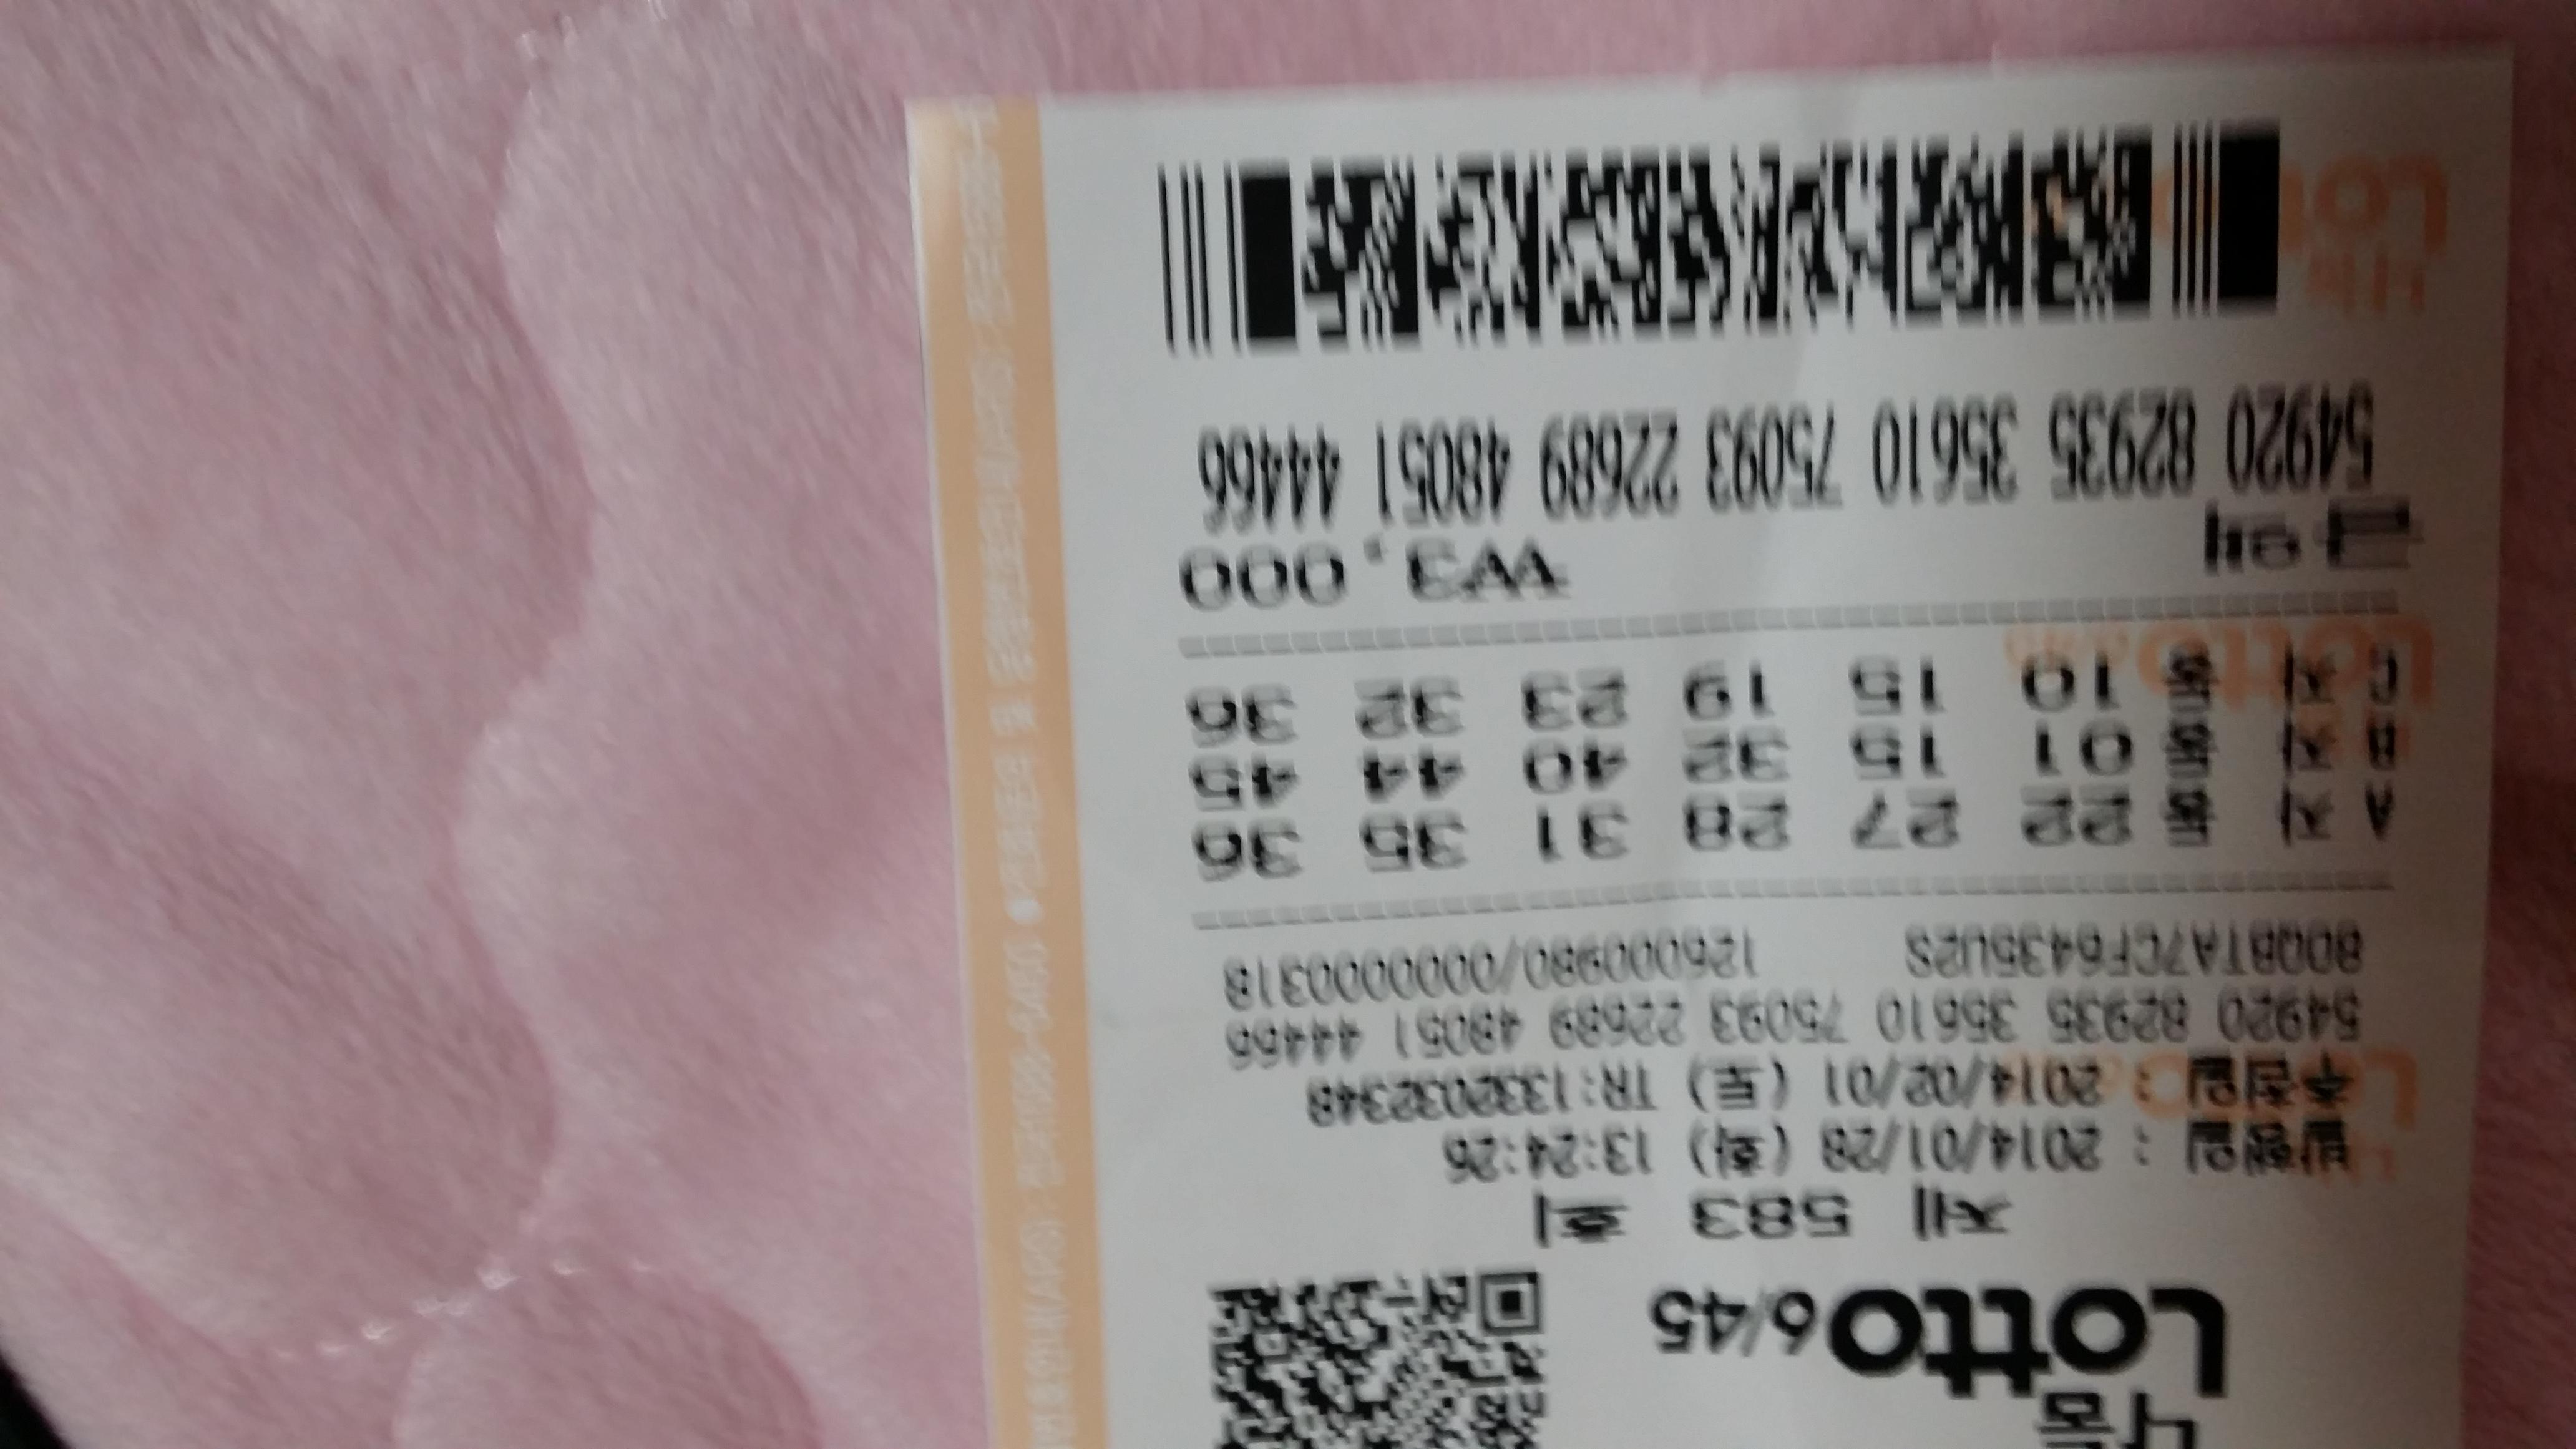 나눔
Lotto 6/45
제 583 회
발행일 : 2014/01/28 (화) 13:24:26
추첨일 : 2014/02/01 (토) TR:1332032348
54920 82935 35610 75093 22689 48051 44466
80QBTA7CF6435U2S 126000980/0000000318
A 자 동 22 27 28 31 35 36
B 자 동 01 15 32 40 44 45
C 자 동 10 15 19 23 32 36
금액 ₩3,000
54920 82935 35610 75093 22689 48051 44466